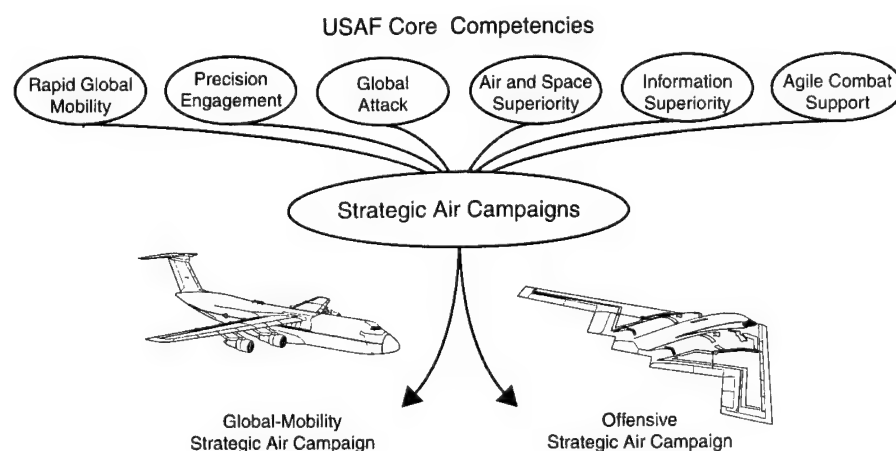 USAF Core Competencies
Rapid Global
Mobility
Precision
Engagement
Global
Attack
Air and Space
Superiority
Information
Superiority
Agile Combat
Support
Strategic Air Campaigns
Global-Mobility
Strategic Air Campaign
Offensive
Strategic Air Campaign